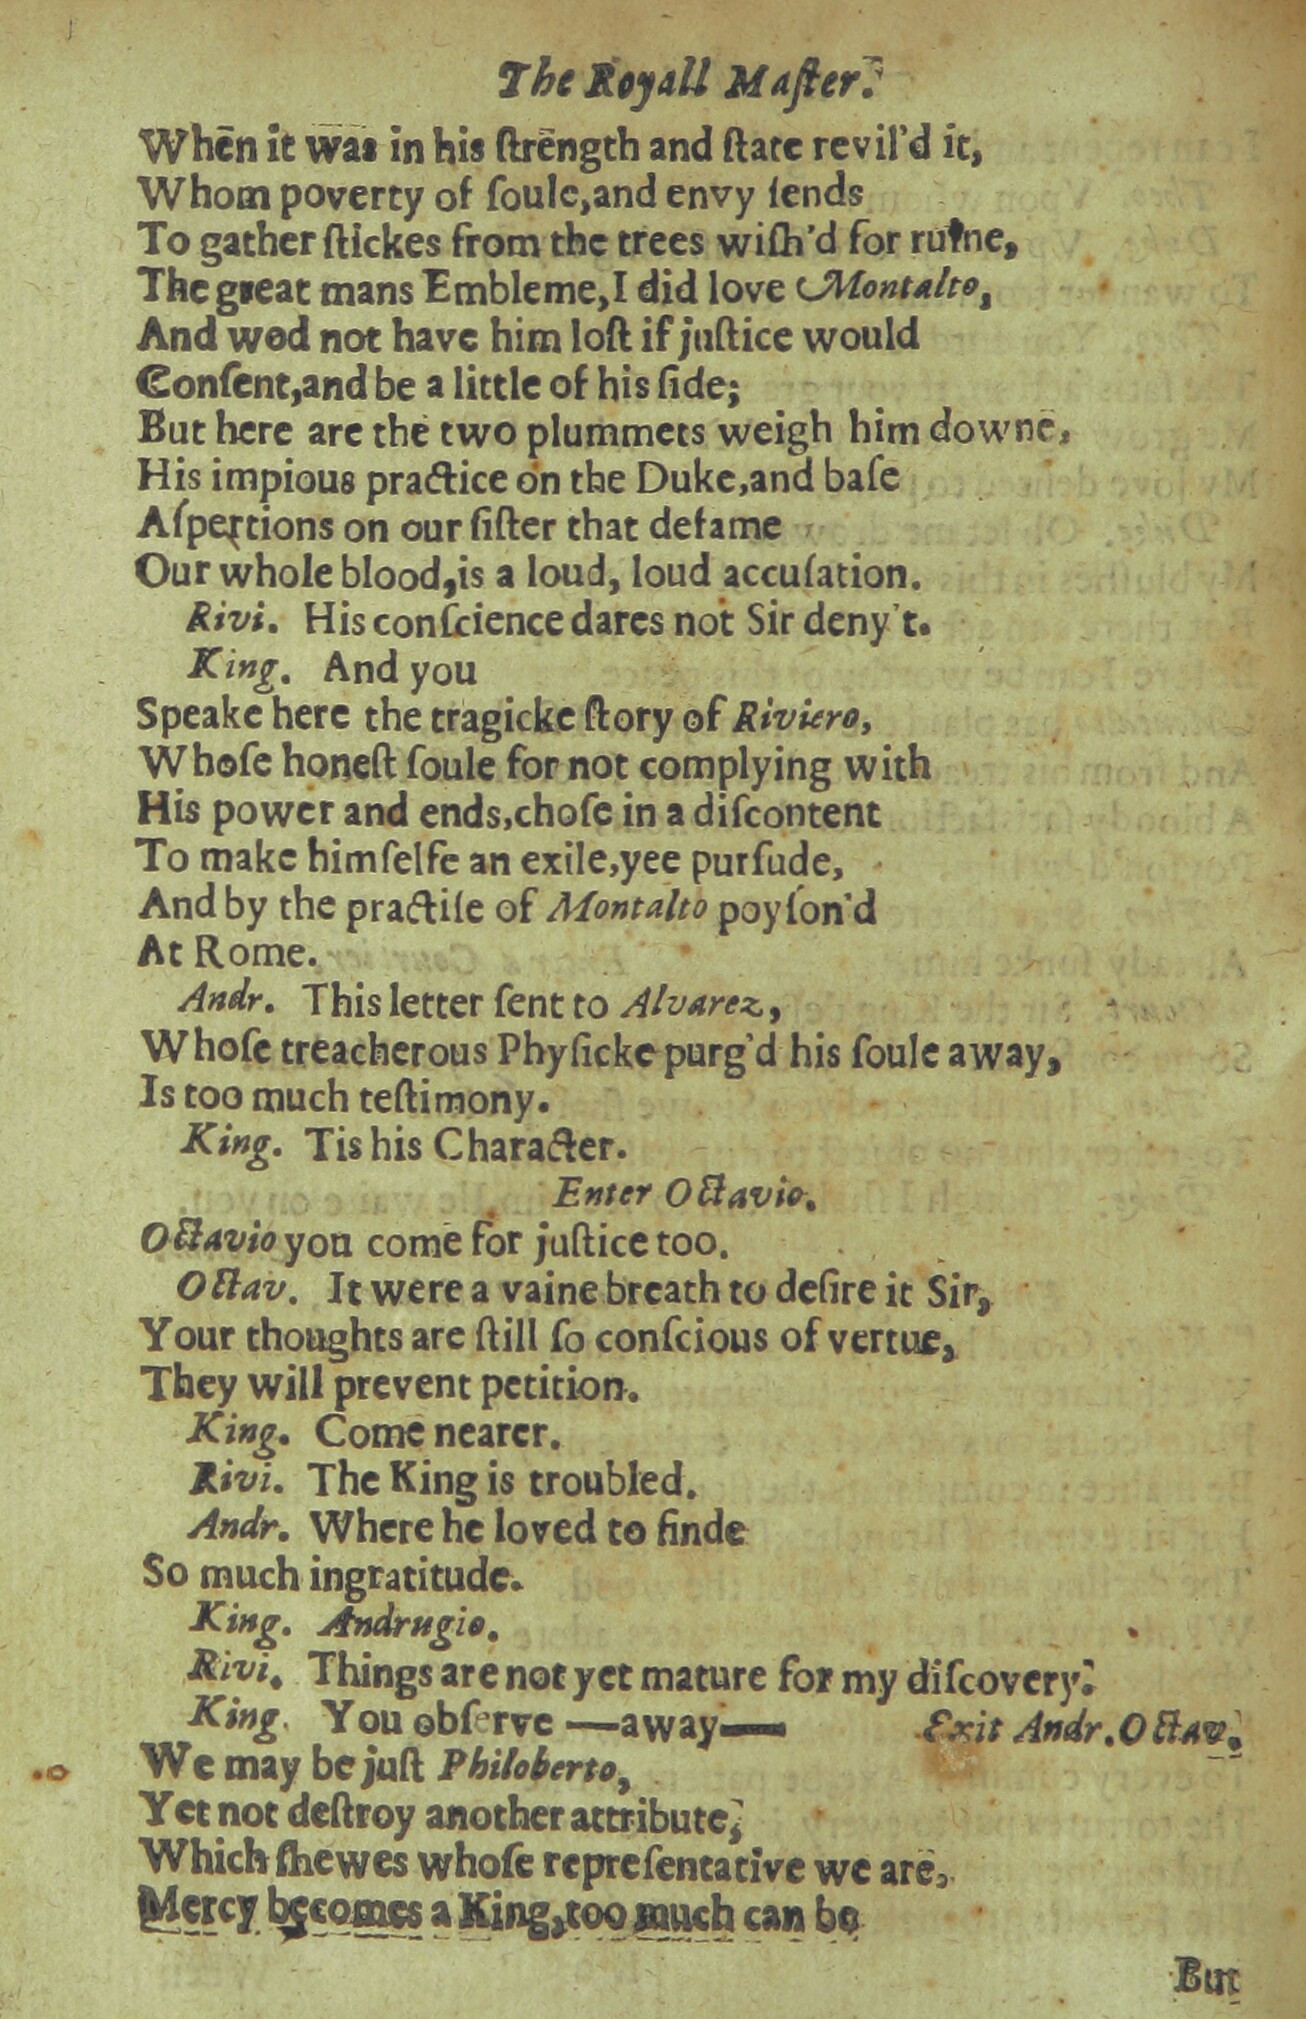 The Royall Maſter.
When it was in his ſtrength and ſtate revil'd it,
Whom poverty of ſoule, and envy ſends
To gather ſtickes from the trees wiſh'd for ruine,
The great mans Embleme, I did love Montalto,
And wod not have him loſt if juſtice would
Conſent, and be a little of his ſide;
But here are the two plummets weigh him downe,
His impious practice on the Duke, and baſe
Aſpertions on our ſiſter that defame
Our whole blood, is a loud, loud accuſation.
Rivi. His conſcience dares not Sir deny't.
King. And you
Speake here the tragicke ſtory of Riviero,
Whoſe honeſt ſoule for not complying with
His power and ends, choſe in a diſcontent
To make himſelfe an exile, yee purſude,
And by the practiſe of Montalto poyſon'd
At Rome.
Andr. This letter ſent to Alvarez,
Whoſe treacherous Phyſicke purg'd his ſoule away,
Is too much teſtimony.
King. Tis his Character.
Enter Octavio.
Octavio you come for juſtice too.
Octav. It were a vaine breath to deſire it Sir,
Your thoughts are ſtill ſo conſcious of vertue,
They will prevent petition.
King. Come nearer.
Rivi. The King is troubled.
Andr. Where he loved to finde
So much ingratitude.
King. Andrugio.
Rivi. Things are not yet mature for my diſcovery.
King. You obſerve —away— Exit Andr. Octav.
We may be juſt Philoberto,
Yet not deſtroy another attribute,
Which ſhewes whoſe repreſentative we are,
Mercy becomes a King, too much can be
But